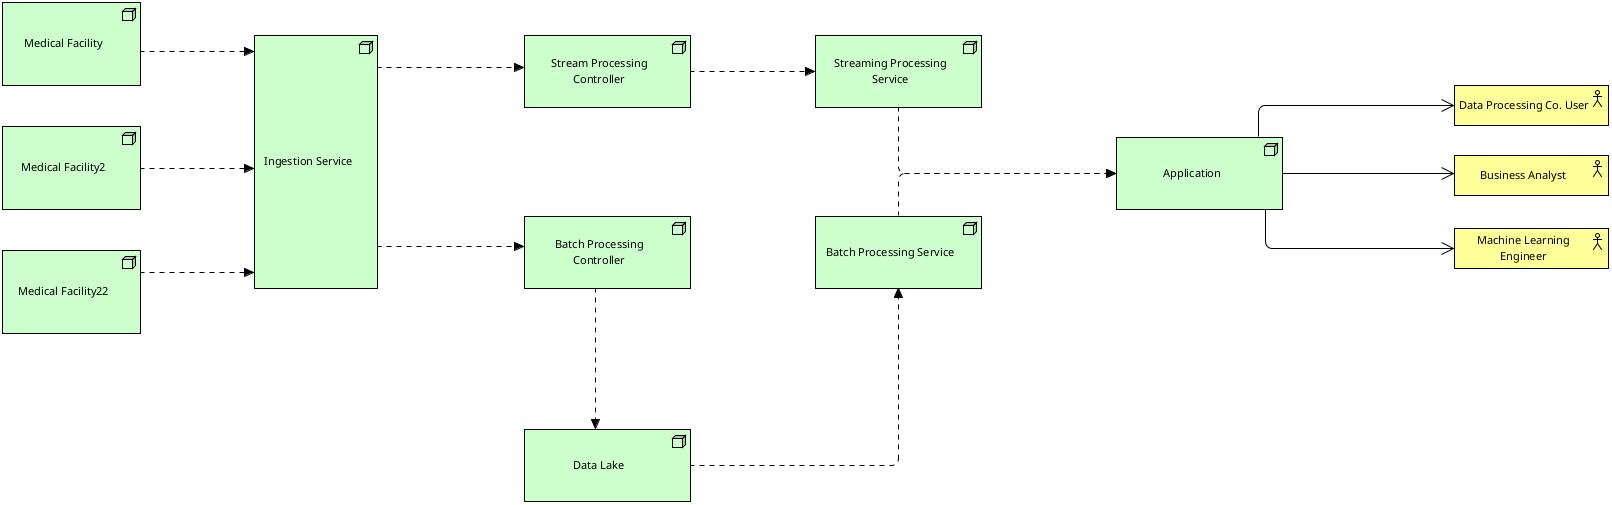 Medical Facility
Medical Facility2
Medical Facility22
Ingestion Service
Stream Processing
Controller
Batch Processing
Controller
Data Lake
Streaming Processing
Service
Batch Processing Service
Application
Data Processing Co. User
Business Analyst
Machine Learning
Engineer